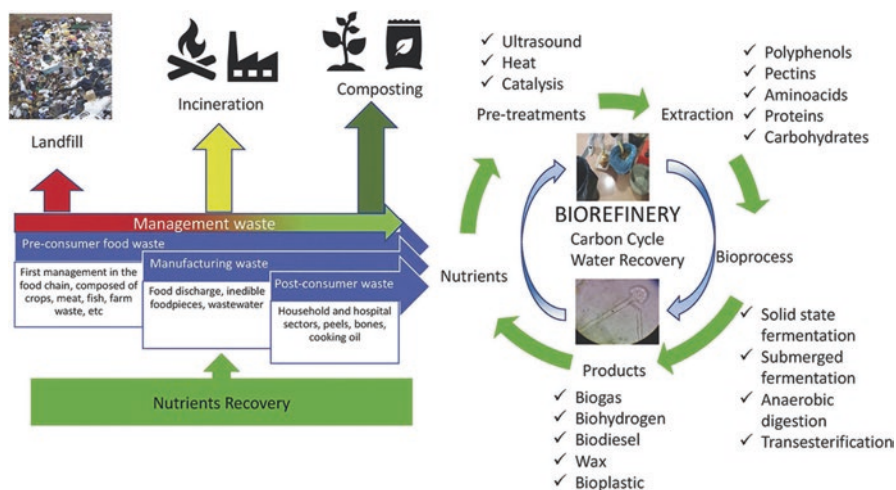 Landfill
Incineration
Composting
Management waste
Pre-consumer food waste
First management in the
food chain, composed of
crops, meat, fish, farm
waste, etc
Manufacturing waste
Food discharge, inedible
foodpieces, wastewater
Post-consumer waste
Household and hospital
sectors, peels, bones,
cooking oil
Nutrients Recovery
✓ Ultrasound
✓ Heat
✓ Catalysis
Pre-treatments
Extraction
✓ Polyphenols
✓ Pectins
✓ Aminoacids
✓ Proteins
✓ Carbohydrates
BIOREFINERY
Carbon Cycle
Water Recovery
Nutrients
Bioprocess
✓ Solid state
fermentation
✓ Submerged
fermentation
✓ Anaerobic
digestion
✓ Transesterification
Products
✓ Biogas
✓ Biohydrogen
✓ Biodiesel
✓ Wax
✓ Bioplastic